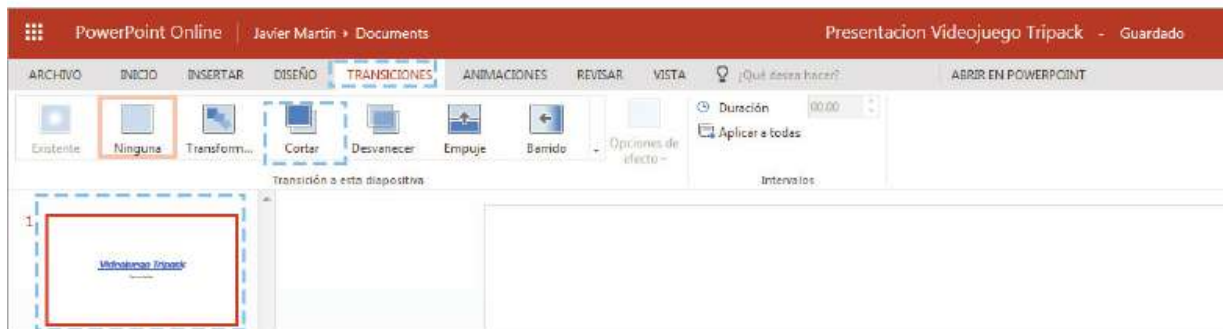 PowerPoint Online | Javier Martin ▸ Documents Presentacion Videojuego Tripack - Guardado
ARCHIVO INICIO INSERTAR DISEÑO TRANSICIONES ANIMACIONES REVISAR VISTA ¿Qué desea hacer? ABRIR EN POWERPOINT
Existente Ninguna Transform... Cortar Desvanecer Empuje Barrido Opciones de efecto
Duración 00:00
Aplicar a todas
Transición a esta diapositiva Intervalos
1
Videojuego Tripack